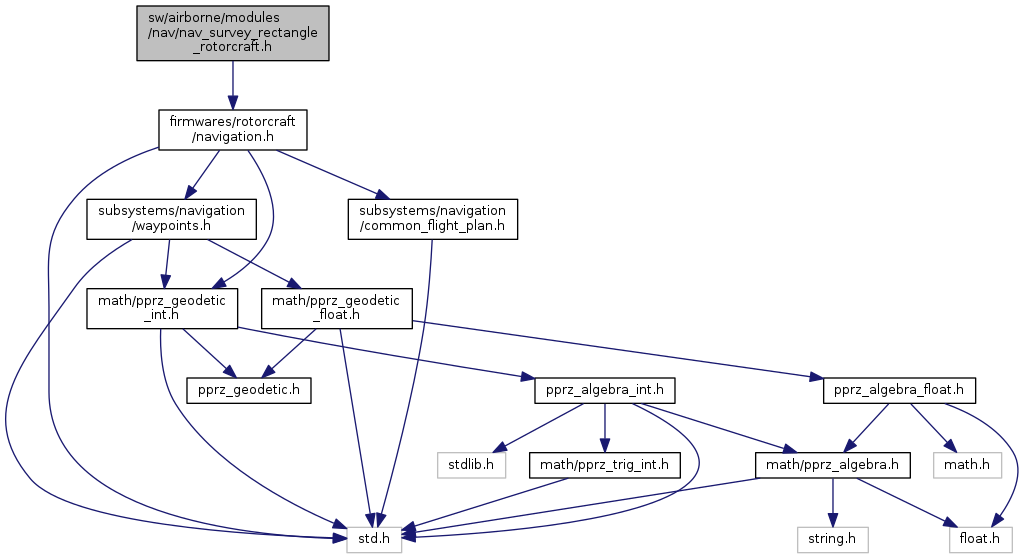 sw/airborne/modules
/nav/nav_survey_rectangle
_rotorcraft.h
firmwares/rotorcraft
/navigation.h
subsystems/navigation
/waypoints.h
subsystems/navigation
/common_flight_plan.h
math/pprz_geodetic
_int.h
math/pprz_geodetic
_float.h
pprz_geodetic.h
pprz_algebra_int.h
pprz_algebra_float.h
stdlib.h
math/pprz_trig_int.h
math/pprz_algebra.h
math.h
std.h
string.h
float.h